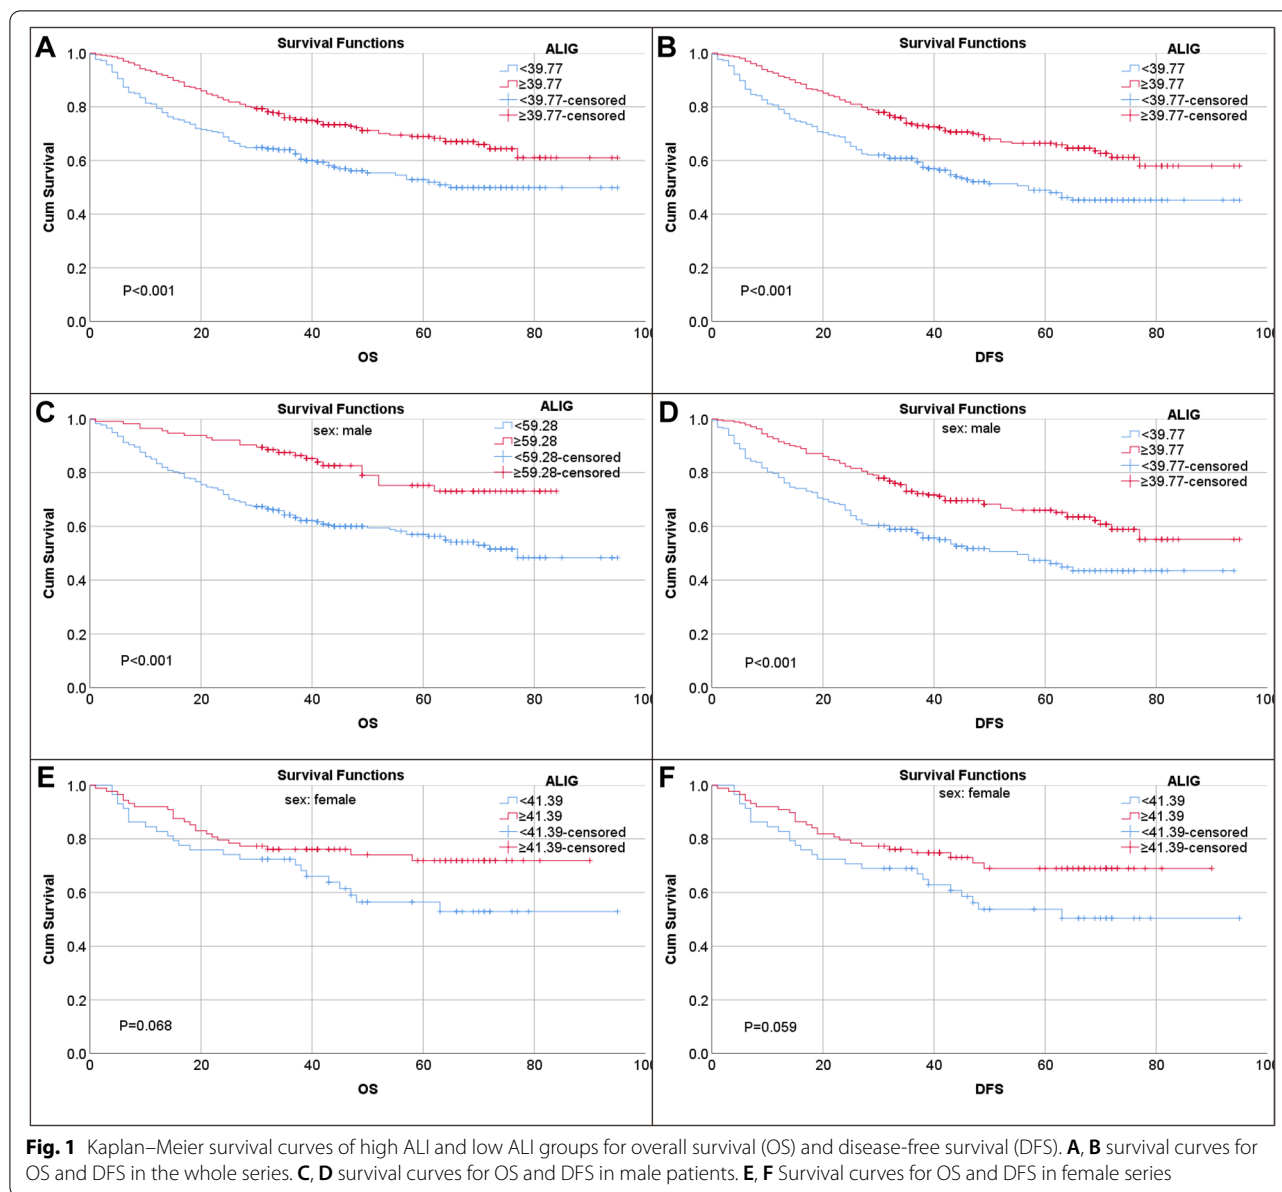 A
Survival Functions
ALIG
<39.77
≥39.77
<39.77-censored
≥39.77-censored
Cum Survival
1.0
0.8
0.6
0.4
0.2
0.0
P<0.001
0 20 40 60 80 100
OS
B
Survival Functions
ALIG
<39.77
≥39.77
<39.77-censored
≥39.77-censored
Cum Survival
1.0
0.8
0.6
0.4
0.2
0.0
P<0.001
0 20 40 60 80 100
DFS
C
Survival Functions
sex: male
ALIG
<59.28
≥59.28
<59.28-censored
≥59.28-censored
Cum Survival
1.0
0.8
0.6
0.4
0.2
0.0
P<0.001
0 20 40 60 80 100
OS
D
Survival Functions
sex: male
ALIG
<39.77
≥39.77
<39.77-censored
≥39.77-censored
Cum Survival
1.0
0.8
0.6
0.4
0.2
0.0
P<0.001
0 20 40 60 80 100
DFS
E
Survival Functions
sex: female
ALIG
<41.39
≥41.39
<41.39-censored
≥41.39-censored
Cum Survival
1.0
0.8
0.6
0.4
0.2
0.0
P=0.068
0 20 40 60 80 100
OS
F
Survival Functions
sex: female
ALIG
<41.39
≥41.39
<41.39-censored
≥41.39-censored
Cum Survival
1.0
0.8
0.6
0.4
0.2
0.0
P=0.059
0 20 40 60 80 100
DFS
Fig. 1 Kaplan–Meier survival curves of high ALI and low ALI groups for overall survival (OS) and disease-free survival (DFS). A, B survival curves for
OS and DFS in the whole series. C, D survival curves for OS and DFS in male patients. E, F Survival curves for OS and DFS in female series